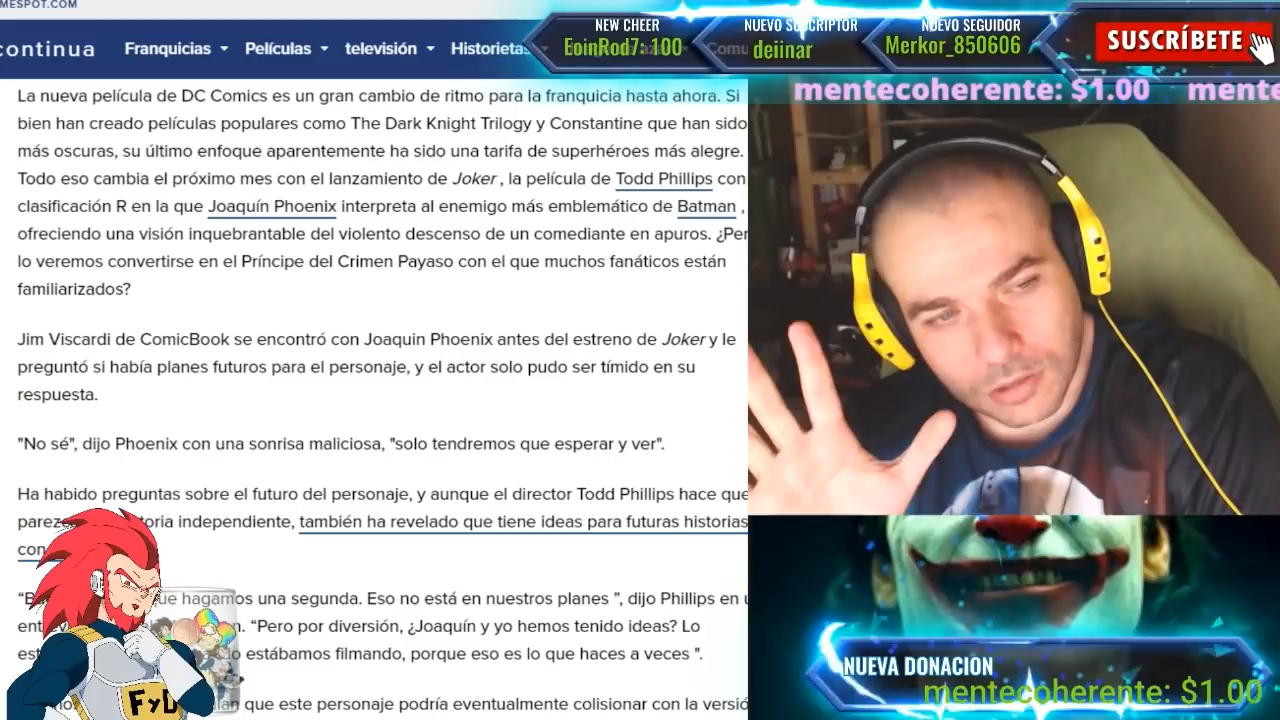 MESPOT.COM
continua Franquicias Películas televisión Historietas
NEW CHEER
EoinRod7: 100
NUEVO SUSCRIPTOR
deiinar
NUEVO SEGUIDOR
Merkor_850606
SUSCRÍBETE
mentecoherente: $1.00 mente
La nueva película de DC Comics es un gran cambio de ritmo para la franquicia hasta ahora. Si
bien han creado películas populares como The Dark Knight Trilogy y Constantine que han sido
más oscuras, su último enfoque aparentemente ha sido una tarifa de superhéroes más alegre.
Todo eso cambia el próximo mes con el lanzamiento de Joker , la película de Todd Phillips con
clasificación R en la que Joaquín Phoenix interpreta al enemigo más emblemático de Batman ,
ofreciendo una visión inquebrantable del violento descenso de un comediante en apuros. ¿Per
lo veremos convertirse en el Príncipe del Crimen Payaso con el que muchos fanáticos están
familiarizados?
Jim Viscardi de ComicBook se encontró con Joaquin Phoenix antes del estreno de Joker y le
preguntó si había planes futuros para el personaje, y el actor solo pudo ser tímido en su
respuesta.
"No sé", dijo Phoenix con una sonrisa maliciosa, "solo tendremos que esperar y ver".
Ha habido preguntas sobre el futuro del personaje, y aunque el director Todd Phillips hace que
parez toria independiente, también ha revelado que tiene ideas para futuras historias
con
“B que hagamos una segunda. Eso no está en nuestros planes ”, dijo Phillips en u
ent n. “Pero por diversión, ¿Joaquín y yo hemos tenido ideas? Lo
est o estábamos filmando, porque eso es lo que haces a veces ”.
que este personaje podría eventualmente colisionar con la versió
FyD
NUEVA DONACION
mentecoherente: $1.00